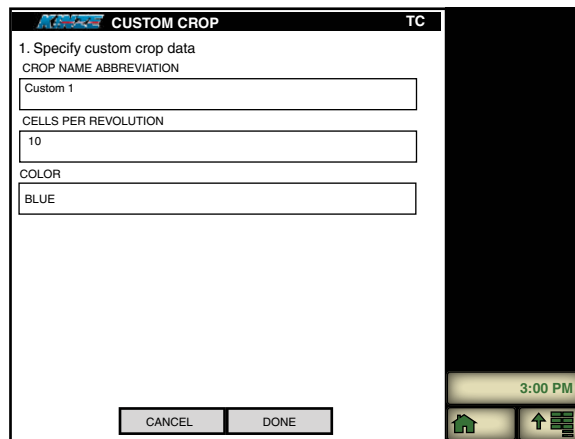 KINZE CUSTOM CROP TC
1. Specify custom crop data
CROP NAME ABBREVIATION
Custom 1
CELLS PER REVOLUTION
10
COLOR
BLUE
3:00 PM
CANCEL DONE